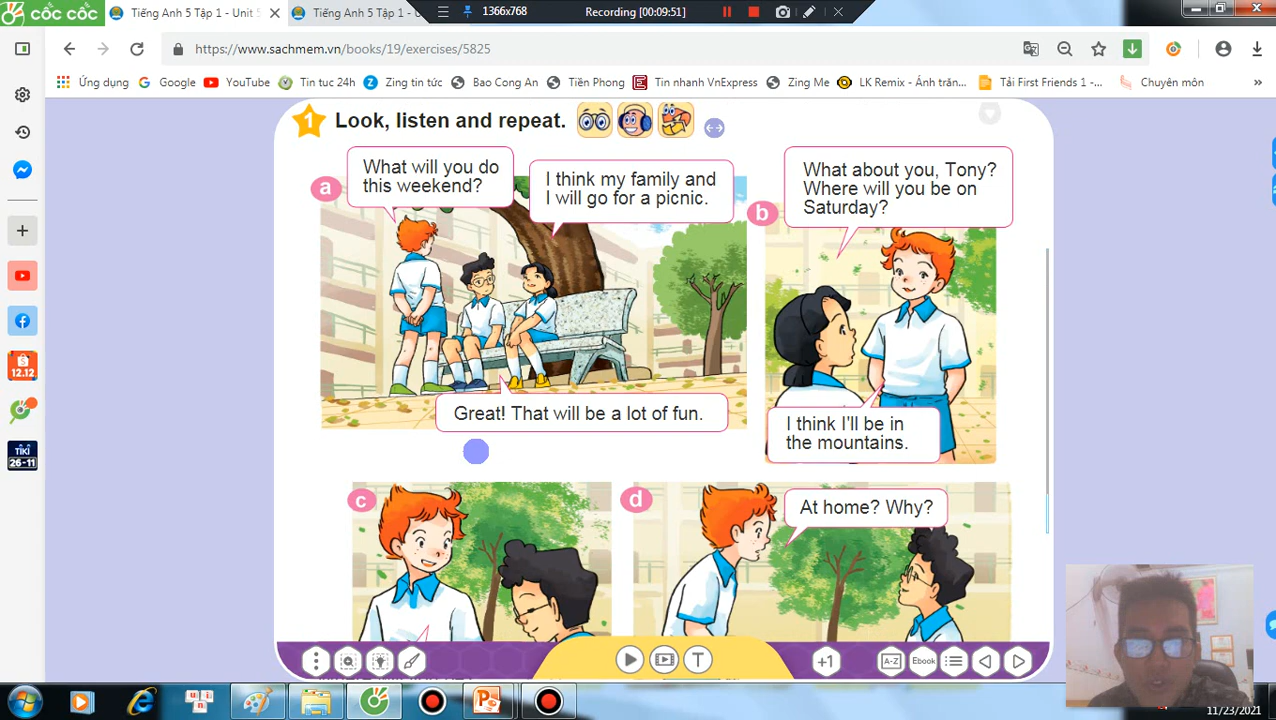 cốc cốc
Tiếng Anh 5 Tập 1 - Unit 5
Tiếng Anh 5 Tập 1 - U
1366x768
Recording [00:09:51]
https://www.sachmem.vn/books/19/exercises/5825
Ứng dụng
Google
YouTube
Tin tuc 24h
Zing tin tức
Bao Cong An
Tiền Phong
Tin nhanh VnExpress
Zing Me
LK Remix - Ánh trăn...
Tải First Friends 1 -...
Chuyên môn
»
1
Look, listen and repeat.
a
What will you do
this weekend?
I think my family and
I will go for a picnic.
Great! That will be a lot of fun.
b
What about you, Tony?
Where will you be on
Saturday?
I think I'll be in
the mountains.
c
d
At home? Why?
12.12
TIKI
26-11
T
+1
A-Z
Ebook
11/23/2021